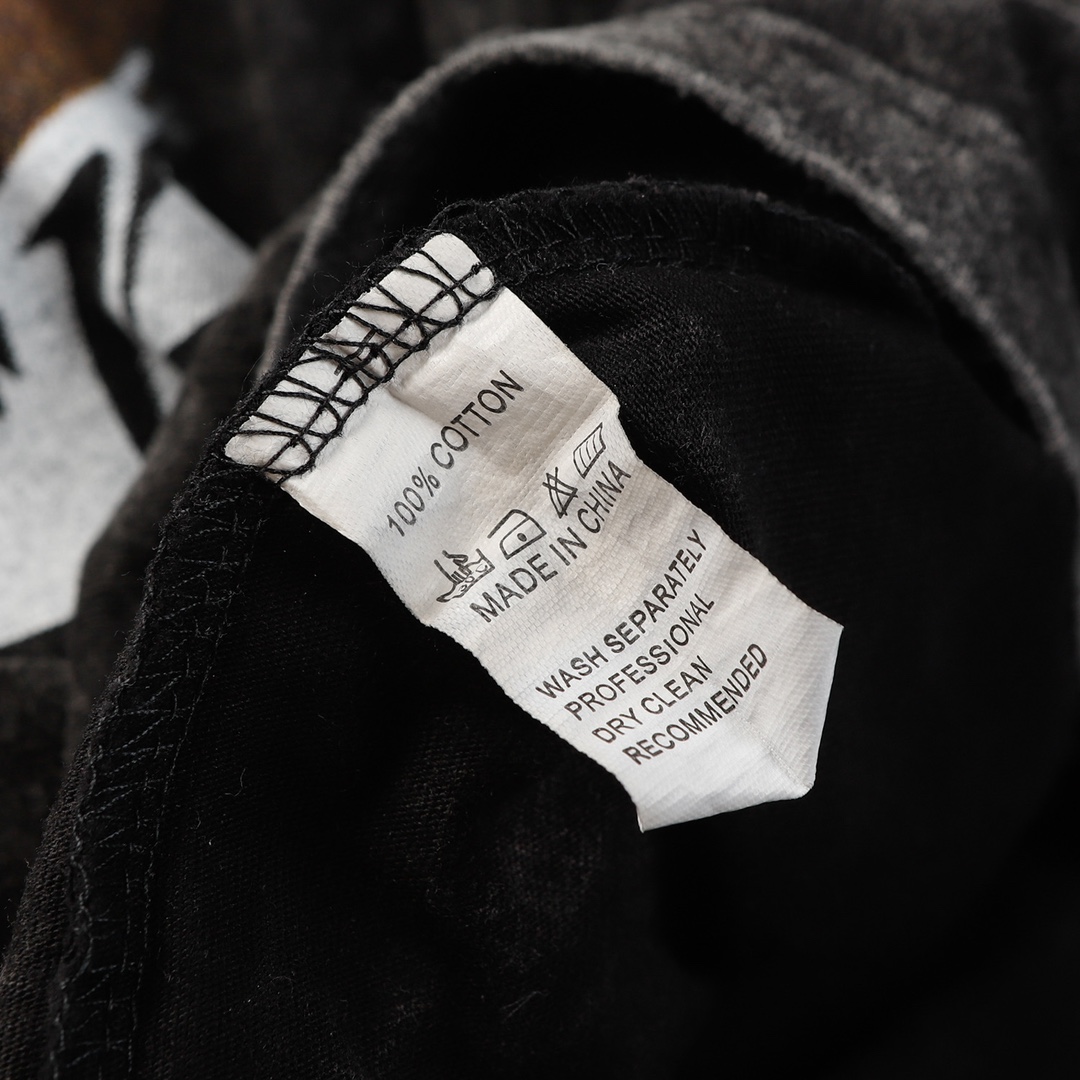 100% COTTON
MADE IN CHINA
WASH SEPARATELY
PROFESSIONAL
DRY CLEAN
RECOMMENDED